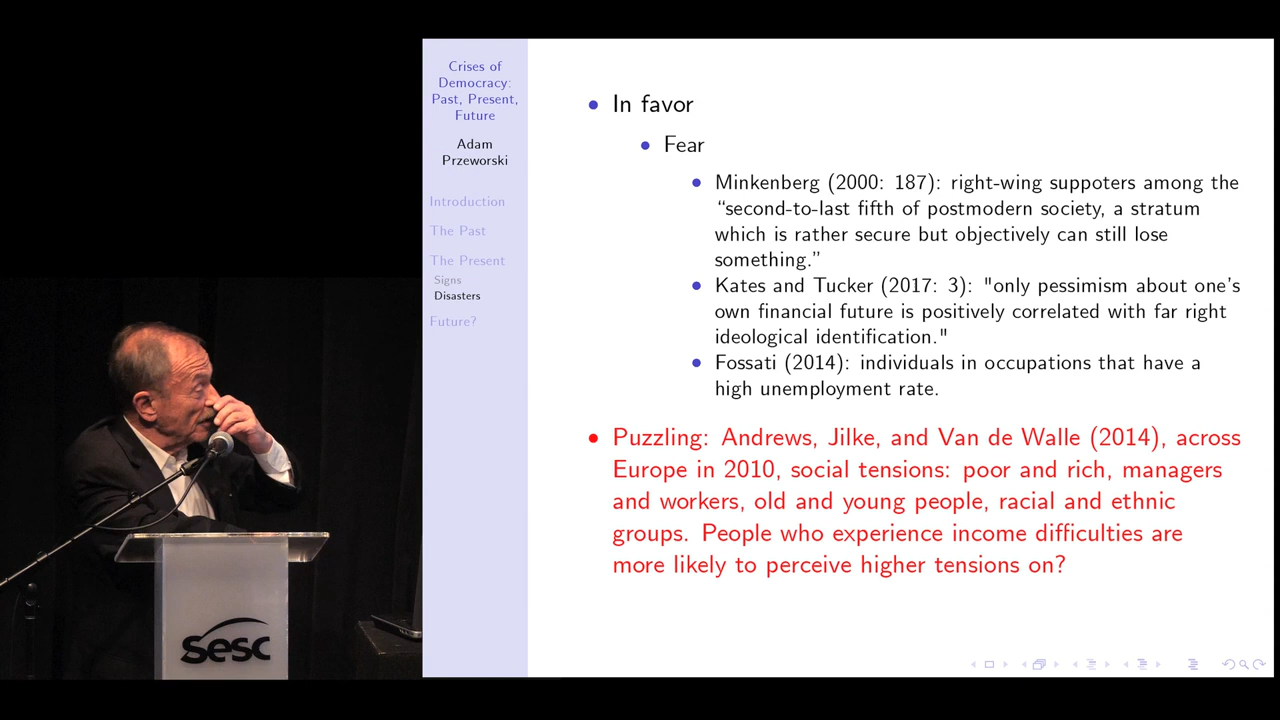 Crises of
Democracy:
Past, Present,
Future
Adam
Przeworski
Introduction
The Past
The Present
Signs
Disasters
Future?
In favor
Fear
Minkenberg (2000: 187): right-wing suppoters among the
“second-to-last fifth of postmodern society, a stratum
which is rather secure but objectively can still lose
something.”
Kates and Tucker (2017: 3): "only pessimism about one's
own financial future is positively correlated with far right
ideological identification."
Fossati (2014): individuals in occupations that have a
high unemployment rate.
Puzzling: Andrews, Jilke, and Van de Walle (2014), across
Europe in 2010, social tensions: poor and rich, managers
and workers, old and young people, racial and ethnic
groups. People who experience income difficulties are
more likely to perceive higher tensions on?
Sesc